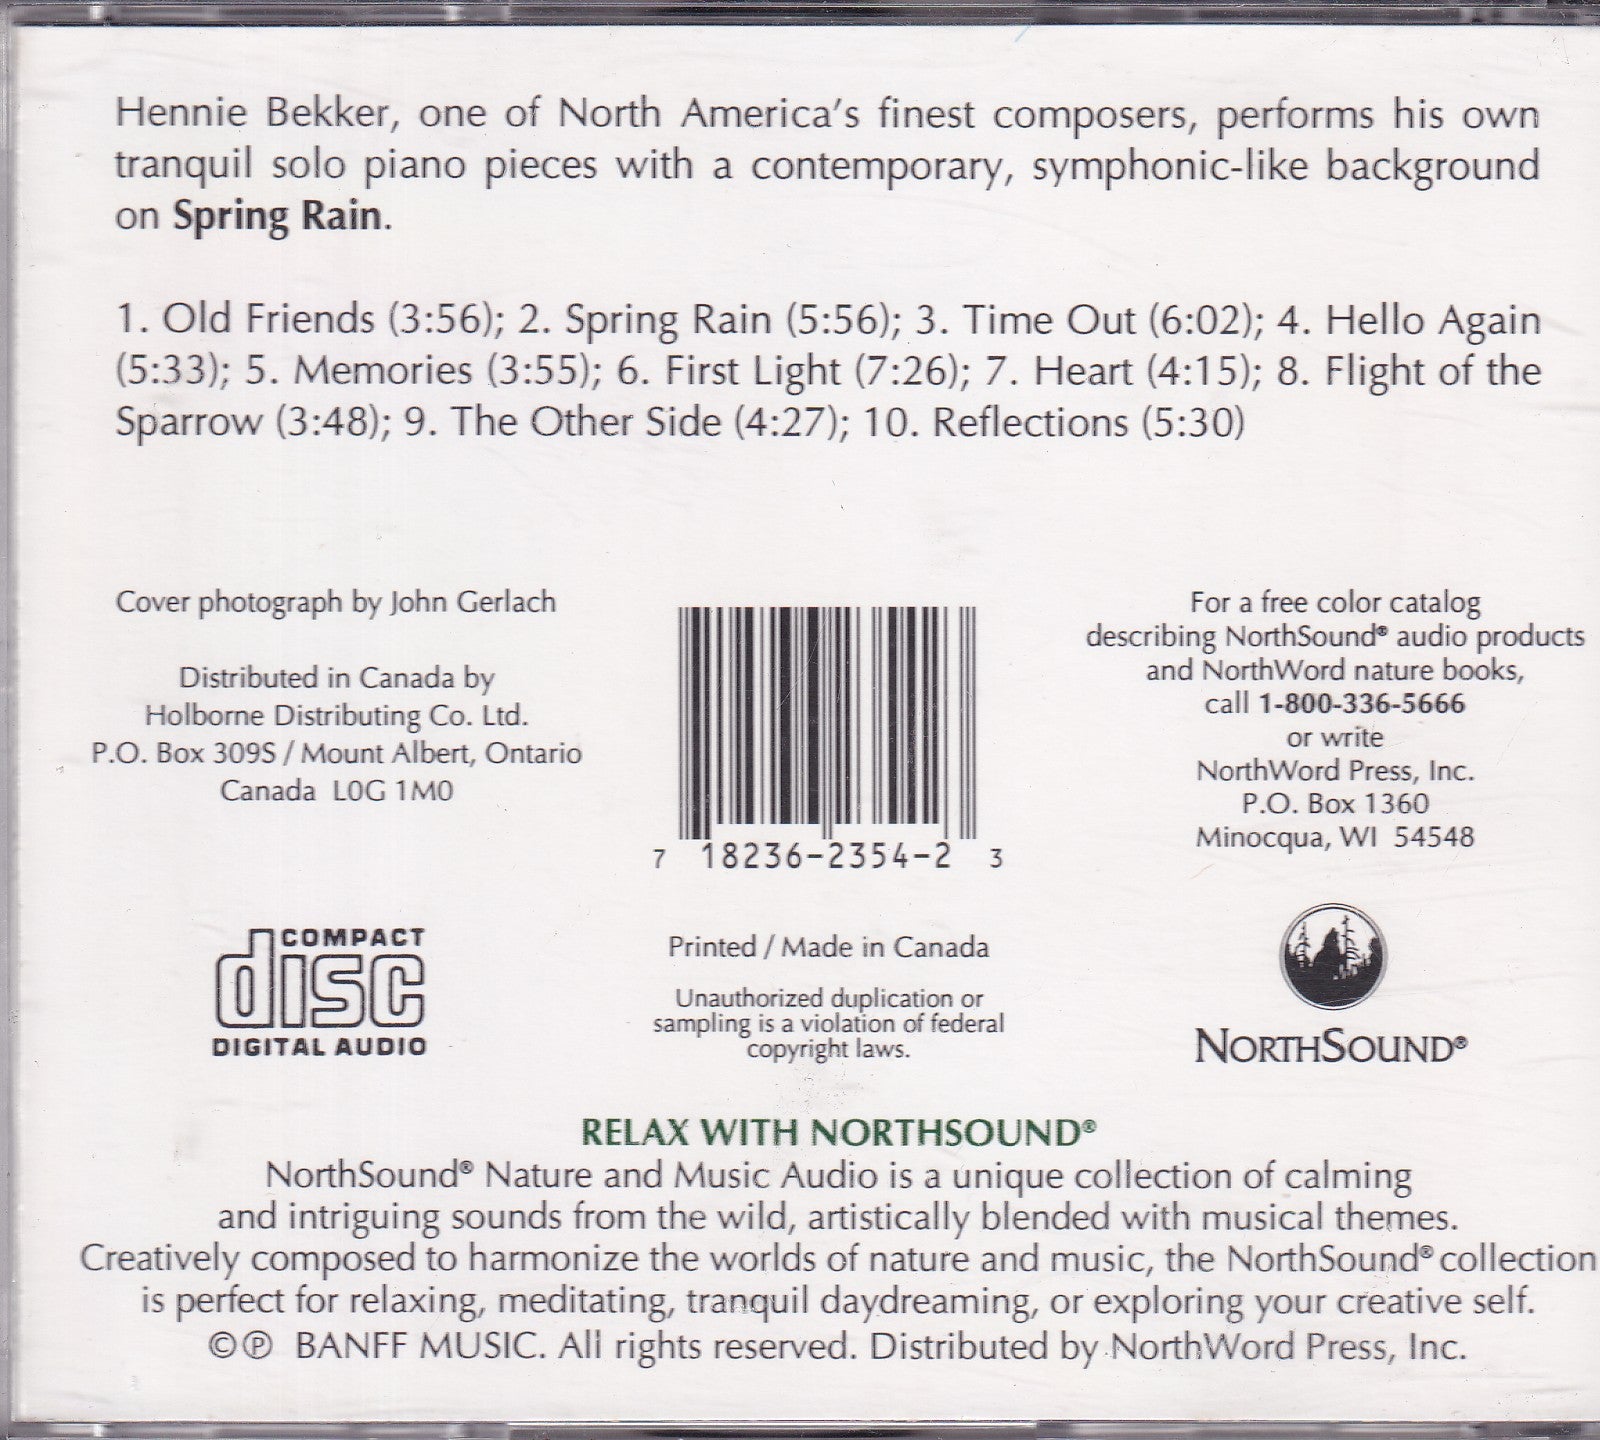 Hennie Bekker, one of North America's finest composers, performs his own
tranquil solo piano pieces with a contemporary, symphonic-like background
on Spring Rain.
1. Old Friends (3:56); 2. Spring Rain (5:56); 3. Time Out (6:02); 4. Hello Again
(5:33); 5. Memories (3:55); 6. First Light (7:26); 7. Heart (4:15); 8. Flight of the
Sparrow (3:48); 9. The Other Side (4:27); 10. Reflections (5:30)
Cover photograph by John Gerlach
Distributed in Canada by
Holborne Distributing Co. Ltd.
P.O. Box 309S / Mount Albert, Ontario
Canada L0G 1M0
7 18236-2354-2 3
For a free color catalog
describing NorthSound® audio products
and NorthWord nature books,
call 1-800-336-5666
or write
NorthWord Press, Inc.
P.O. Box 1360
Minocqua, WI 54548
COMPACT
disc
DIGITAL AUDIO
Printed / Made in Canada
Unauthorized duplication or
sampling is a violation of federal
copyright laws.
NORTHSOUND®
RELAX WITH NORTHSOUND®
NorthSound® Nature and Music Audio is a unique collection of calming
and intriguing sounds from the wild, artistically blended with musical themes.
Creatively composed to harmonize the worlds of nature and music, the NorthSound® collection
is perfect for relaxing, meditating, tranquil daydreaming, or exploring your creative self.
©℗ BANFF MUSIC. All rights reserved. Distributed by NorthWord Press, Inc.